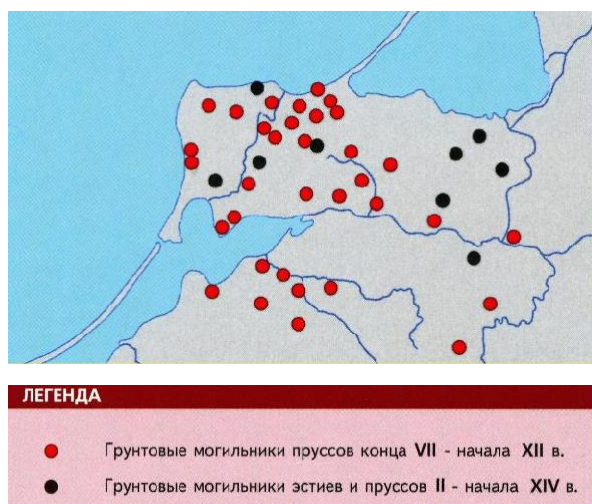 ЛЕГЕНДА
Грунтовые могильники пруссов конца VII - начала XII в.
Грунтовые могильники эстиев и пруссов II - начала XIV в.